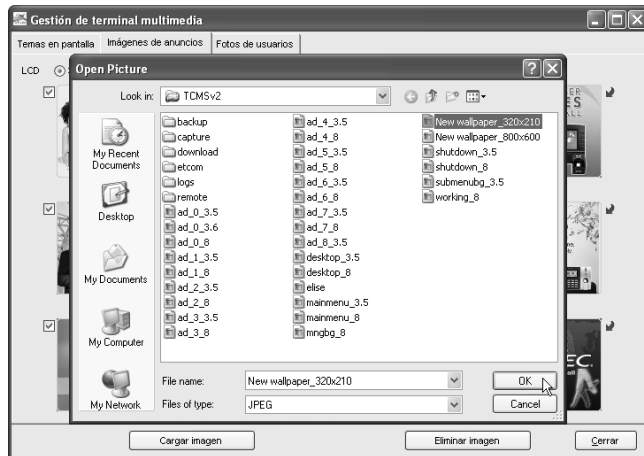 Gestión de terminal multimedia
Temas en pantalla Imágenes de anuncios Fotos de usuarios
LCD
Open Picture
Look in: TCMSv2
My Recent Documents
Desktop
My Documents
My Computer
My Network
backup
capture
download
etcom
logs
remote
ad_0_3.5
ad_0_3.6
ad_0_8
ad_1_3.5
ad_1_8
ad_2_3.5
ad_2_8
ad_3_3.5
ad_3_8
ad_4_3.5
ad_4_8
ad_5_3.5
ad_5_8
ad_6_3.5
ad_6_8
ad_7_3.5
ad_7_8
ad_8_3.5
desktop_3.5
desktop_8
elise
mainmenu_3.5
mainmenu_8
mngbg_8
New wallpaper_320x210
New wallpaper_800x600
shutdown_3.5
shutdown_8
submenubg_3.5
working_8
File name: New wallpaper_320x210 OK
Files of type: JPEG Cancel
Cargar imagen Eliminar imagen Cerrar